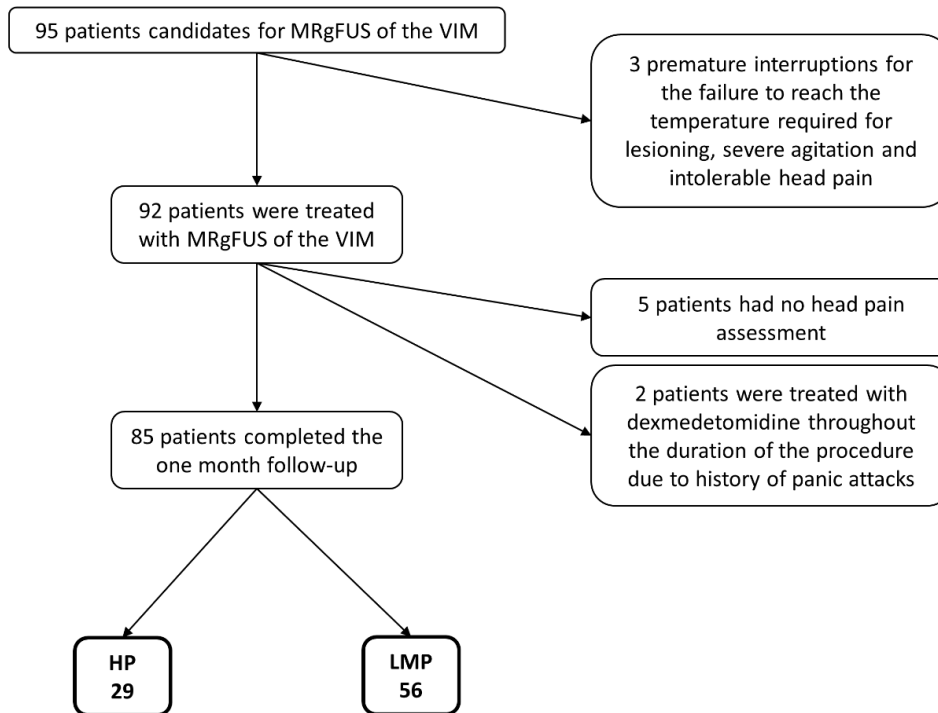 95 patients candidates for MRgFUS of the VIM
3 premature interruptions for
the failure to reach the
temperature required for
lesioning, severe agitation and
intolerable head pain
92 patients were treated
with MRgFUS of the VIM
5 patients had no head pain
assessment
2 patients were treated with
dexmedetomidine throughout
the duration of the procedure
due to history of panic attacks
85 patients completed the
one month follow-up
HP
29
LMP
56